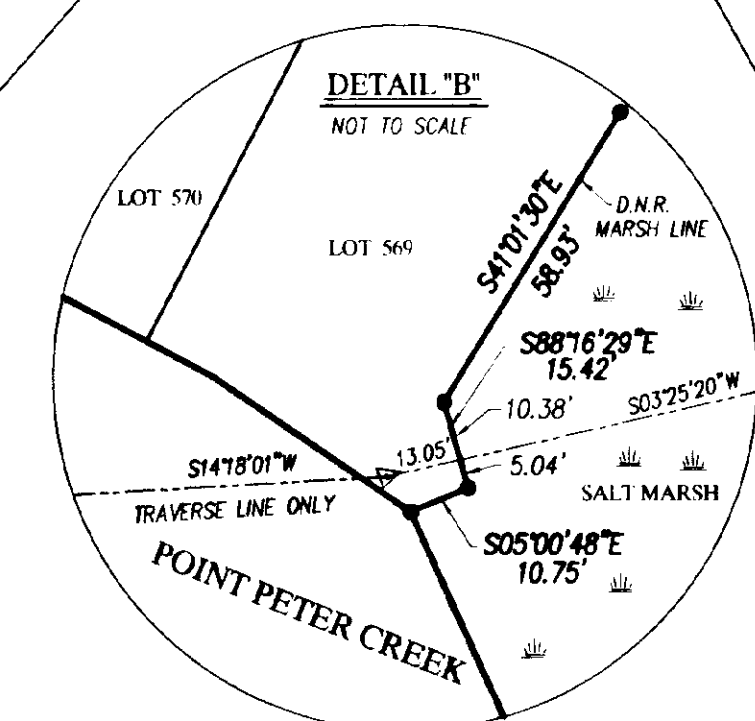 DETAIL "B"
NOT TO SCALE
LOT 570
LOT 569
S41°01'30"E
58.93'
D.N.R.
MARSH LINE
S88°16'29"E
15.42'
10.38'
S03°25'20"W
13.05'
5.04'
S14°18'01"W
TRAVERSE LINE ONLY
SALT MARSH
S05°00'48"E
10.75'
POINT PETER CREEK